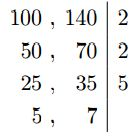 100 , 140 | 2
50 , 70 | 2
25 , 35 | 5
5 , 7 |